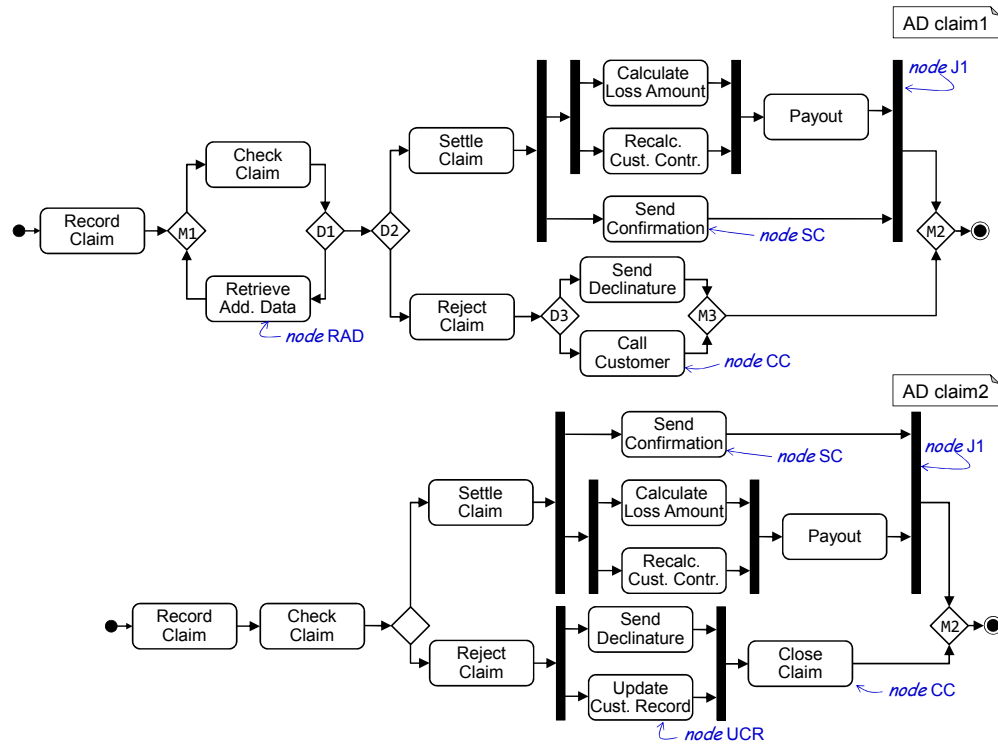 AD claim1
node J1
Calculate
Loss Amount
Payout
Settle
Claim
Recalc.
Cust. Contr.
Check
Claim
Record
Claim
M1
D1
D2
Send
Confirmation
node SC
M2
Retrieve
Add. Data
node RAD
Reject
Claim
D3
Send
Declinature
M3
Call
Customer
node CC
AD claim2
Send
Confirmation
node SC
node J1
Settle
Claim
Calculate
Loss Amount
Payout
Recalc.
Cust. Contr.
Record
Claim
Check
Claim
M2
Reject
Claim
Send
Declinature
Close
Claim
Update
Cust. Record
node CC
node UCR